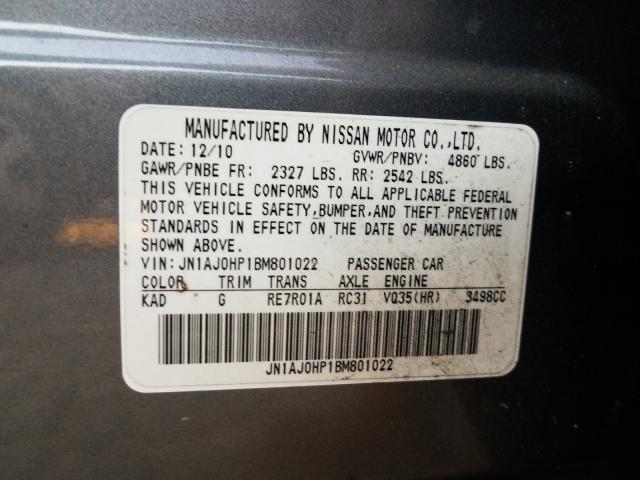 MANUFACTURED BY NISSAN MOTOR CO.,LTD.
DATE: 12/10 GVWR/PNBV: 4860 LBS.
GAWR/PNBE FR: 2327 LBS. RR: 2542 LBS.
THIS VEHICLE CONFORMS TO ALL APPLICABLE FEDERAL
MOTOR VEHICLE SAFETY,BUMPER,AND THEFT PREVENTION
STANDARDS IN EFFECT ON THE DATE OF MANUFACTURE
SHOWN ABOVE.
VIN: JN1AJ0HP1BM801022 PASSENGER CAR
COLOR TRIM TRANS AXLE ENGINE
KAD G RE7R01A RC31 VQ35(HR) 3498CC
JN1AJ0HP1BM801022